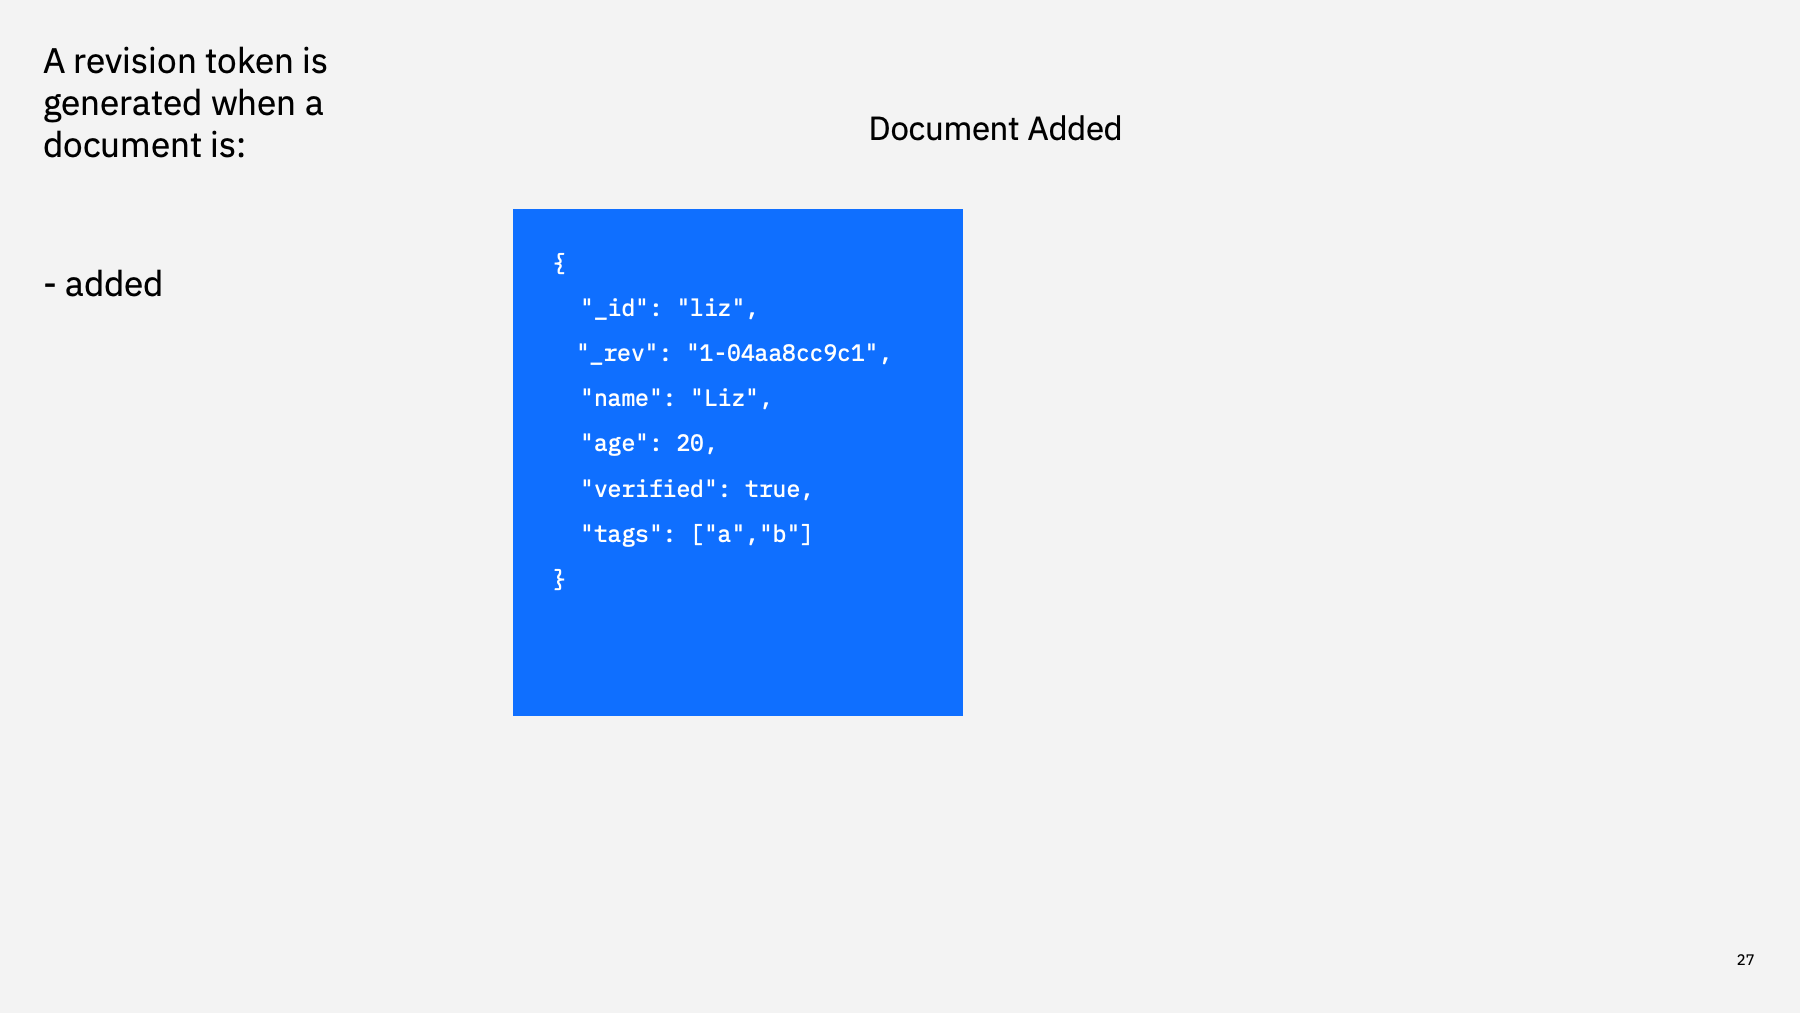 A revision token is
generated when a
document is:
- added
Document Added
{
"_id": "liz",
"_rev": "1-04aa8cc9c1",
"name": "Liz",
"age": 20,
"verified": true,
"tags": ["a","b"]
}
27